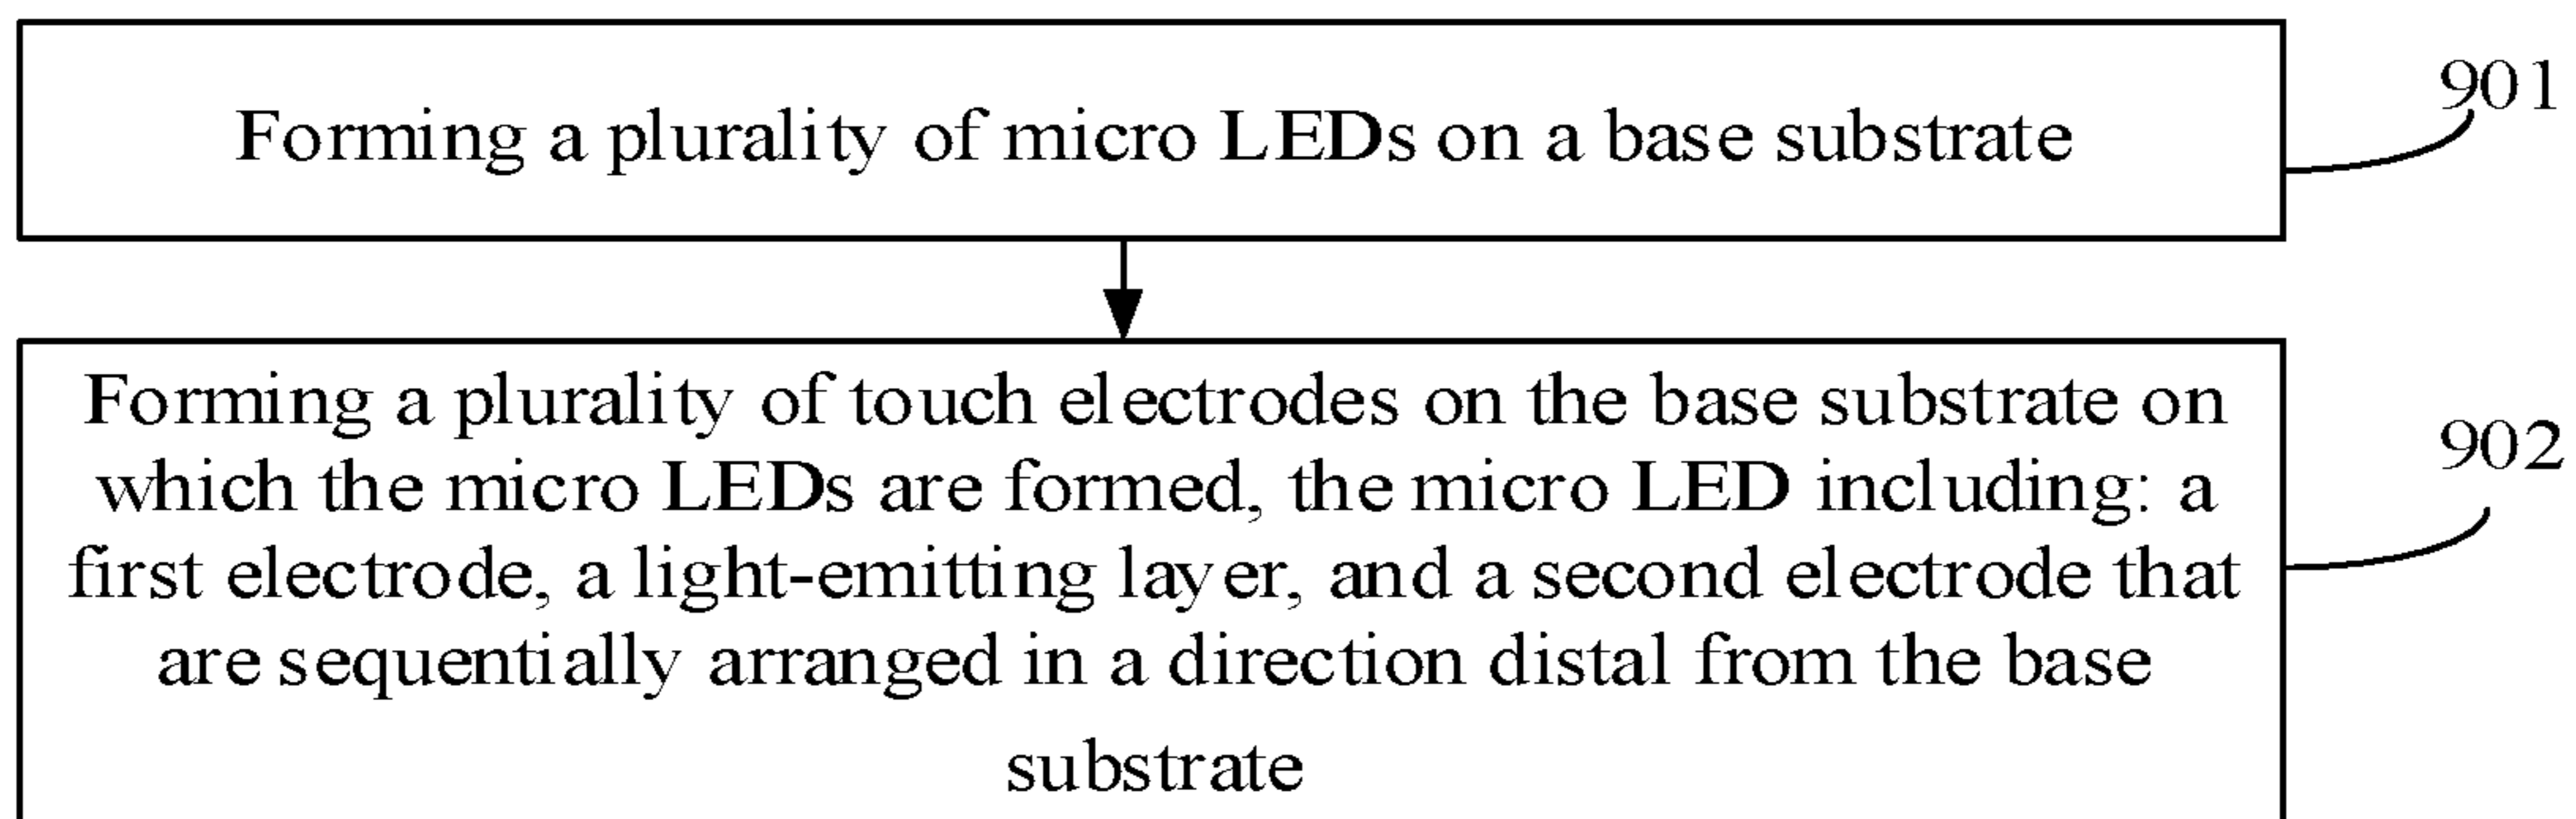 Forming a plurality of micro LEDs on a base substrate
901
Forming a plurality of touch electrodes on the base substrate on
which the micro LEDs are formed, the micro LED including: a
first electrode, a light-emitting layer, and a second electrode that
are sequentially arranged in a direction distal from the base
substrate
902